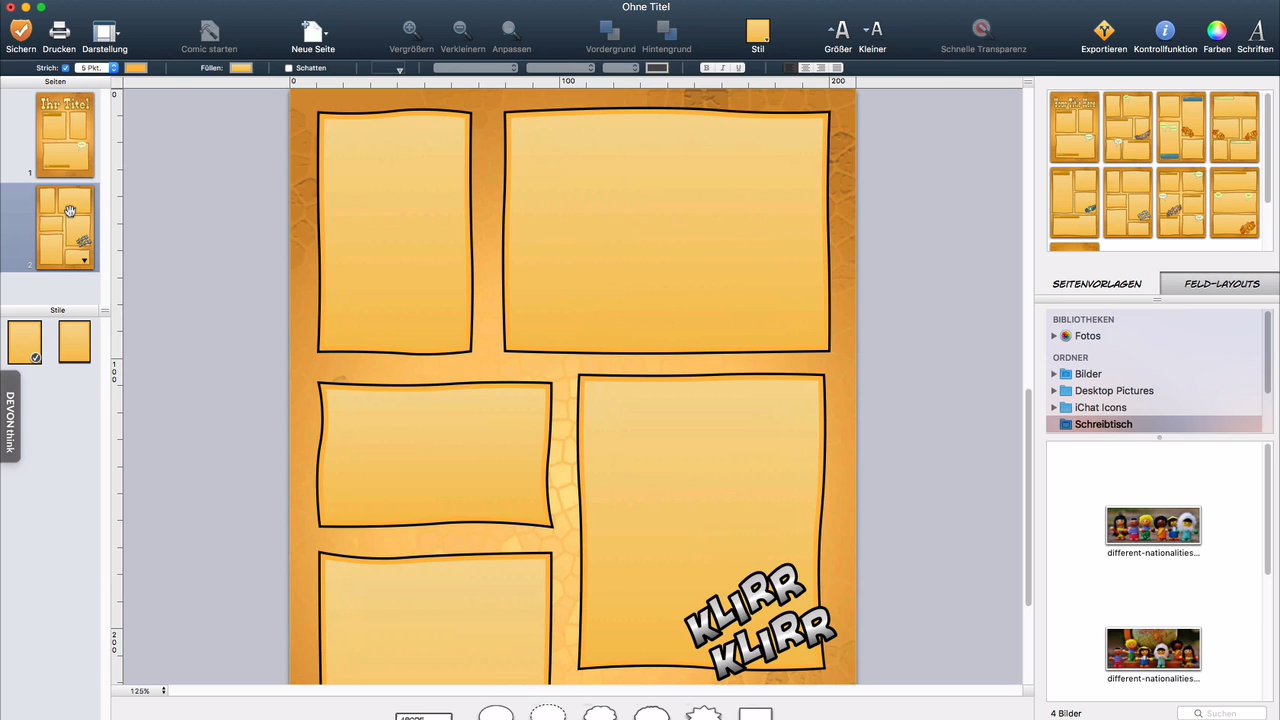 Ohne Titel
Sichern Drucken Darstellung Comic starten Neue Seite Vergrößern Verkleinern Anpassen Vordergrund Hintergrund Stil Größer Kleiner Schnelle Transparenz Exportieren Kontrollfunktion Farben Schriften
Strich: 5 Pkt. Füllen: Schatten B I U
Seiten
0 100 200
0
Ihr Titel
1
2
Stile
100
200
DEVONthink
KLIRR
KLIRR
125%
SEITENVORLAGEN FELD-LAYOUTS
BIBLIOTHEKEN
Fotos
ORDNER
Bilder
Desktop Pictures
iChat Icons
Schreibtisch
different-nationalities...
different-nationalities...
4 Bilder Suchen